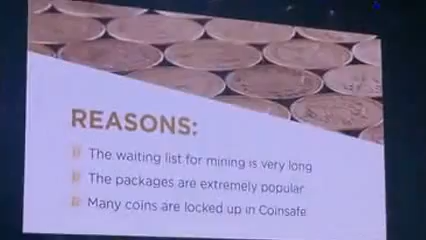 REASONS:
The waiting list for mining is very long
The packages are extremely popular
Many coins are locked up in Coinsafe